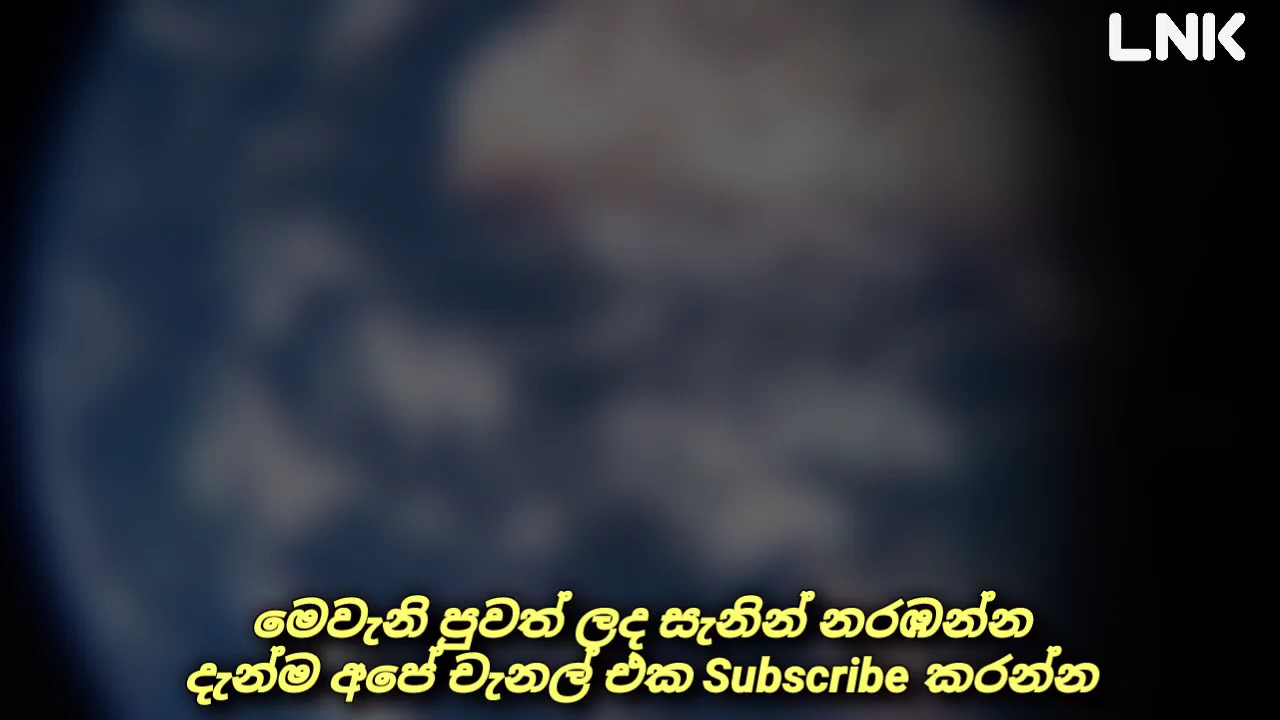 LNK
මෙවැනි පුවත් ලද සැනින් නරඹන්න
දැන්ම අපේ චැනල් එක Subscribe කරන්න